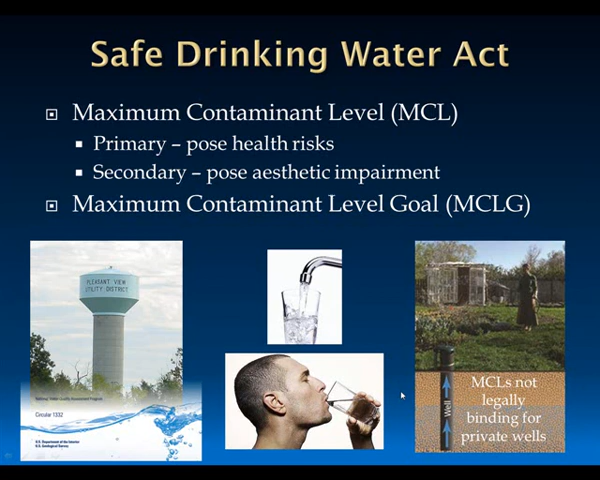 Safe Drinking Water Act
Maximum Contaminant Level (MCL)
Primary – pose health risks
Secondary – pose aesthetic impairment
Maximum Contaminant Level Goal (MCLG)
PLEASANT VIEW
UTILITY DISTRICT
Circular 1332
U.S. Department of the Interior
U.S. Geological Survey
Well
MCLs not
legally
binding for
private wells